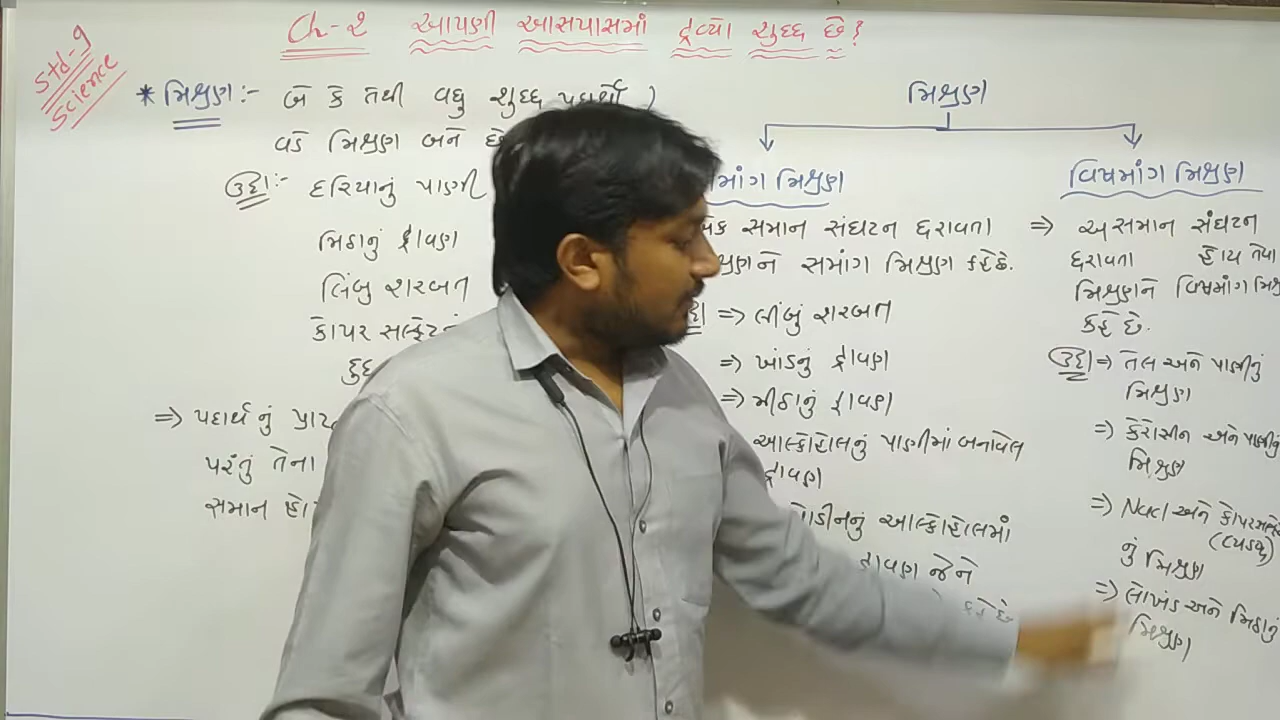 Std-9
Science
Ch-2 આપણી આસપાસમાં દ્રવ્યો શુદ્ધ છે?
* મિશ્રણ :- બે કે તેથી વધુ શુદ્ધ પદાર્થો
વડે મિશ્રણ બને છે
ઉદા :- દરિયાનું પાણી
મિઠાનું દ્રાવણ
લિંબુ શરબત
કોપર સલ્ફેટનું
દુધ
=> પદાર્થ નું
પરંતુ તેના
સમાન
મિશ્રણ
સમાંગ મિશ્રણ
સમાન સંઘટન ધરાવતા
મિશ્રણને સમાંગ મિશ્રણ કહે છે.
=> લીંબું શરબત
=> ખાંડનું દ્રાવણ
=> મીઠાનું દ્રાવણ
આલ્કોહોલનું પાણીમાં બનાવેલ
દ્રાવણ
આલ્કોહોલમાં
દ્રાવણ જેને
કહે છે
વિષમાંગ મિશ્રણ
=> અસમાન સંઘટન
ધરાવતા હોય તેવા
મિશ્રણને વિષમાંગ મિશ્ર
કહે છે.
ઉદા => તેલ અને પાણીનું
મિશ્રણ
=> કેરોસીન અને પાણીનું
મિશ્રણ
=> Nacl અને કોપરસલ્ફે
નું મિશ્રણ
=> લોખંડ અને મિઠાનું
મિશ્રણ